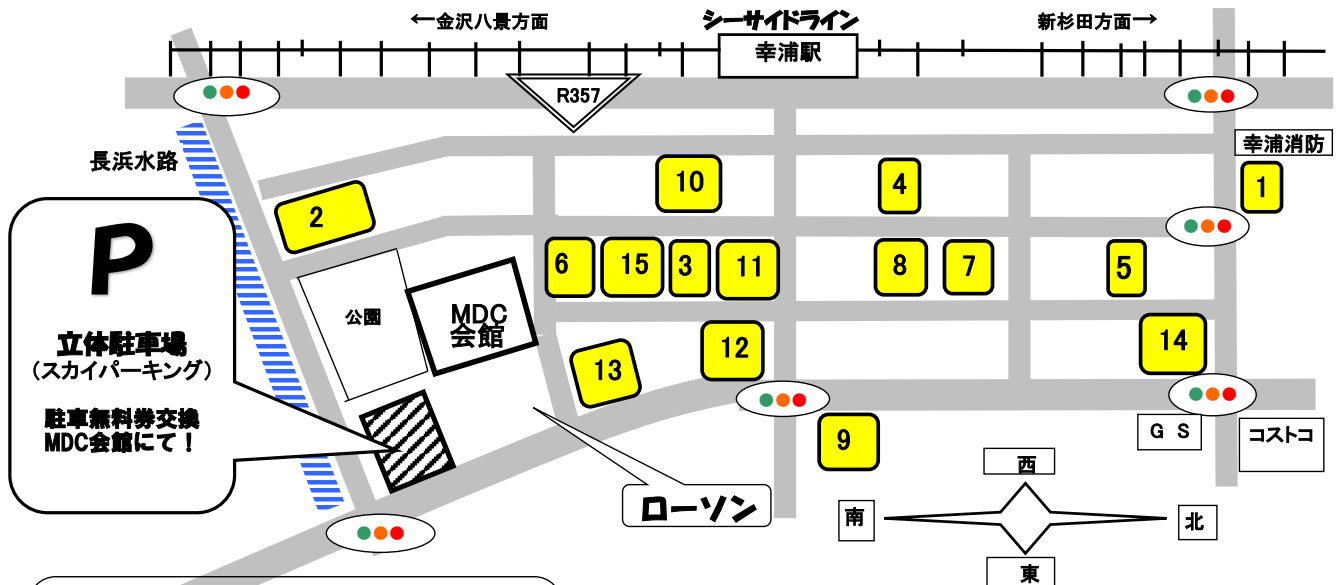 ←金沢八景方面
シーサイドライン
新杉田方面→
幸浦駅
R357
長浜水路
幸浦消防
1
10
4
2
P
立体駐車場
(スカイパーキング)
駐車無料券交換
MDC会館にて!
公園
MDC
会館
6
15
3
11
8
7
5
12
14
13
9
G S
コストコ
ローソン
西
南
北
東